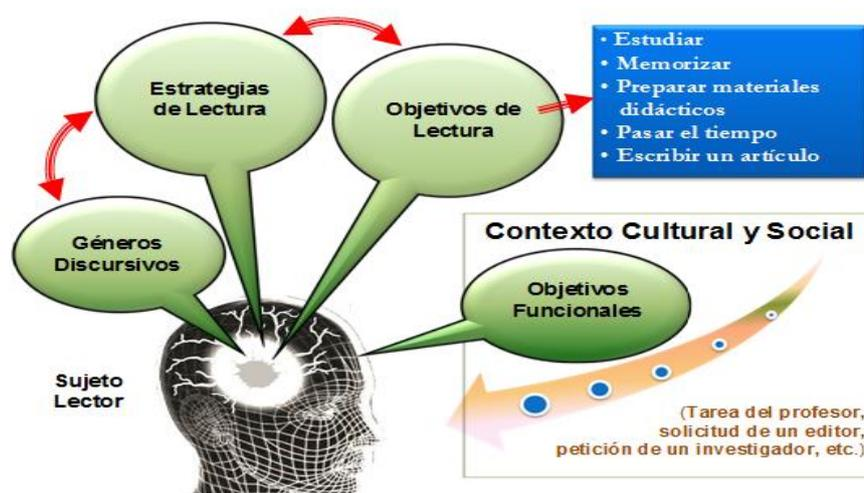 Estrategias
de Lectura
Objetivos de
Lectura
• Estudiar
• Memorizar
• Preparar materiales
didácticos
• Pasar el tiempo
• Escribir un artículo
Géneros
Discursivos
Contexto Cultural y Social
Objetivos
Funcionales
Sujeto
Lector
(Tarea del profesor,
solicitud de un editor,
petición de un investigador, etc.)